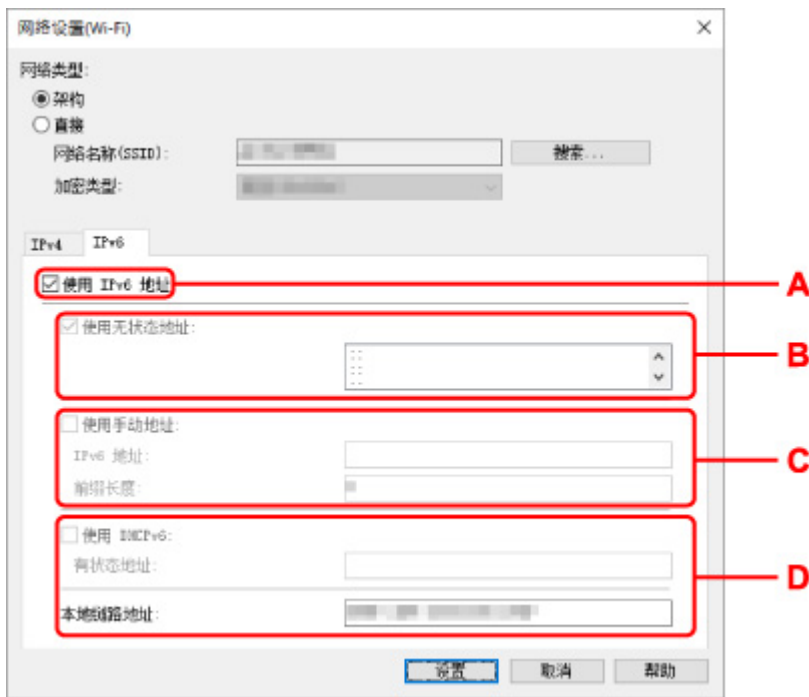 网络设置(Wi-Fi)
网络类型:
架构
直接
网络名称(SSID):
搜索...
加密类型:
IPv4 IPv6
使用 IPv6 地址
A
使用无状态地址:
B
使用手动地址:
IPv6 地址:
C
前缀长度:
使用 DHCPv6:
有状态地址:
D
本地链路地址:
设置 取消 帮助